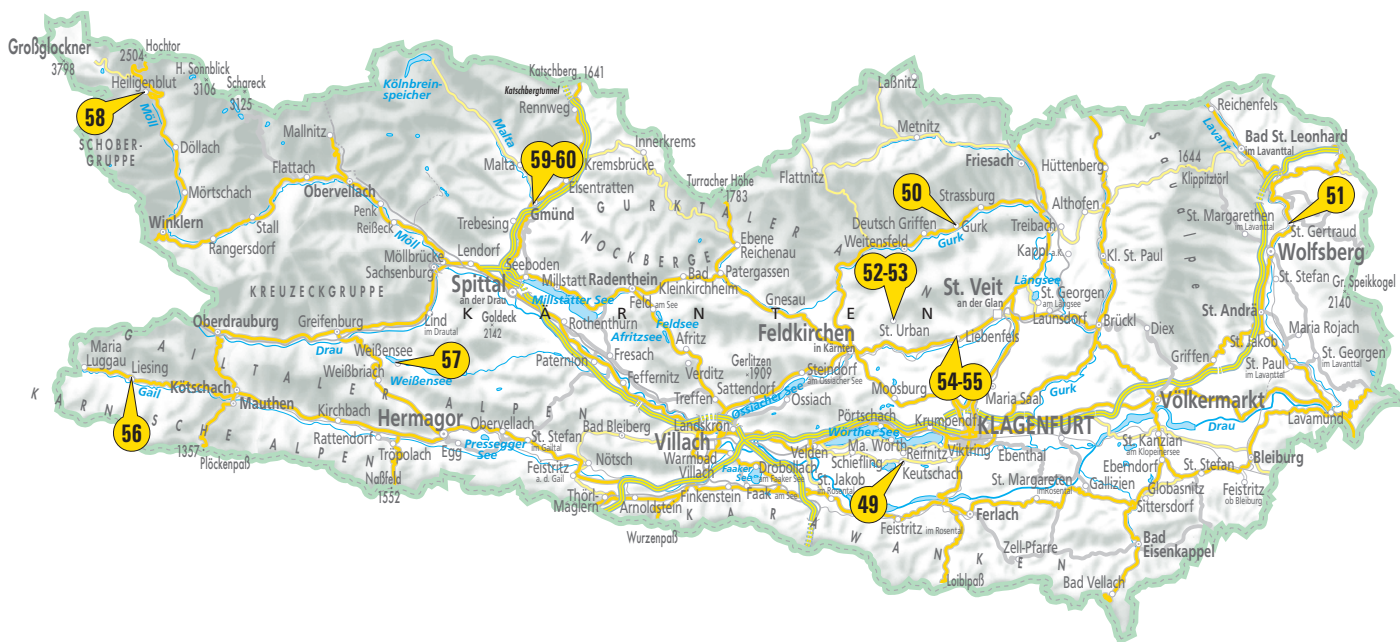 Großglockner
3798
Hochtor
2504
Heiligenblut
H. Sonnblick
3106
Schareck
3125
58
Möll
SCHOBER-
GRUPPE
Döllach
Mallnitz
Flattach
Obervellach
Mörtschach
Winklern
Stall
Rangersdorf
Penk
Reißeck
Möll
Möllbrücke
Sachsenburg
Lendorf
KREUZECKGRUPPE
Kölnbrein-
speicher
Malta
Malta
Katschberg 1641
Katschbergtunnel
Rennweg
59-60
Kremsbrücke
Innerkrems
Eisentratten
Gmünd
Trebesing
GURKTALER
NOCKBERGE
Turracher Höhe
1783
Ebene
Reichenau
Patergassen
Seeboden
Millstatt
Radenthein
Bad
Kleinkirchheim
Spittal
an der Drau
Millstätter See
Feld am See
Goldeck
2142
Rothenthurn
Feldsee
Afritzsee
Afritz
Gnesau
KÄRNTEN
Laßnitz
Metnitz
Flattnitz
Friesach
Hüttenberg
50
Strassburg
Deutsch Griffen
Gurk
Weitensfeld
Gurk
Treibach
Althofen
Kappl a.K.
52-53
St. Urban
Feldkirchen
in Kärnten
St. Veit
an der Glan
Längsee
St. Georgen
am Längsee
Launsdorf
Liebenfels
54-55
Kl. St. Paul
Brückl
Diex
Saualpe
Reichenfels
Lavant
Bad St. Leonhard
im Lavanttal
1644
Klippitztörl
51
St. Margarethen
im Lavanttal
St. Gertraud
Wolfsberg
St. Stefan
Gr. Speikkogel
2140
St. Andrä
Maria Rojach
St. Jakob
Griffen
St. Paul
im Lavanttal
St. Georgen
im Lavanttal
Lavamünd
Oberdrauburg
Greifenburg
Lind
im Drautal
Drau
Weißensee
57
Weißbriach
Weißensee
Maria
Luggau
Liesing
Gail
56
GAILTALER ALPEN
Kötschach
Mauthen
Kirchbach
Hermagor
KARNISCHE ALPEN
1357
Plöckenpaß
Rattendorf
Tröpolach
Naßfeld
1552
Egg
Obervellach
Pressegger
See
St. Stefan
im Gailtal
Feistritz
a. d. Gail
Nötsch
Bad Bleiberg
Paternion
Fresach
Feffernitz
Verditz
Treffen
Gerlitzen
1909
Sattendorf
Steindorf
am Ossiacher See
Ossiacher See
Ossiach
Landskron
Villach
Warmbad
Villach
Thörl-
Maglern
Arnoldstein
Wurzenpaß
Finkenstein
Faaker
See
Drobollach
am Faaker See
Faak am See
KARAWANKEN
Velden
Moosburg
Pörtschach
Wörther See
Ma. Wörth
Schiefling
St. Jakob
im Rosental
Reifnitz
Keutschach
49
Krumpendf.
KLAGENFURT
Viktring
Maria Saal
Gurk
Ebenthal
Feistritz im Rosental
Ferlach
Loiblpaß
Zell-Pfarre
St. Margareten
im Rosental
Völkermarkt
Drau
St. Kanzian
am Klopeinersee
Eberndorf
Gallizien
St. Stefan
Globasnitz
Sittersdorf
Bleiburg
Feistritz
ob Bleiburg
Bad
Eisenkappel
Bad Vellach